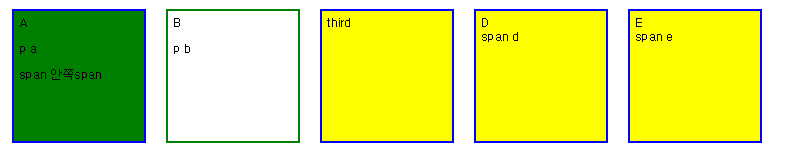 A
p a
span 안쪽span
B
p b
third
D
span d
E
span e